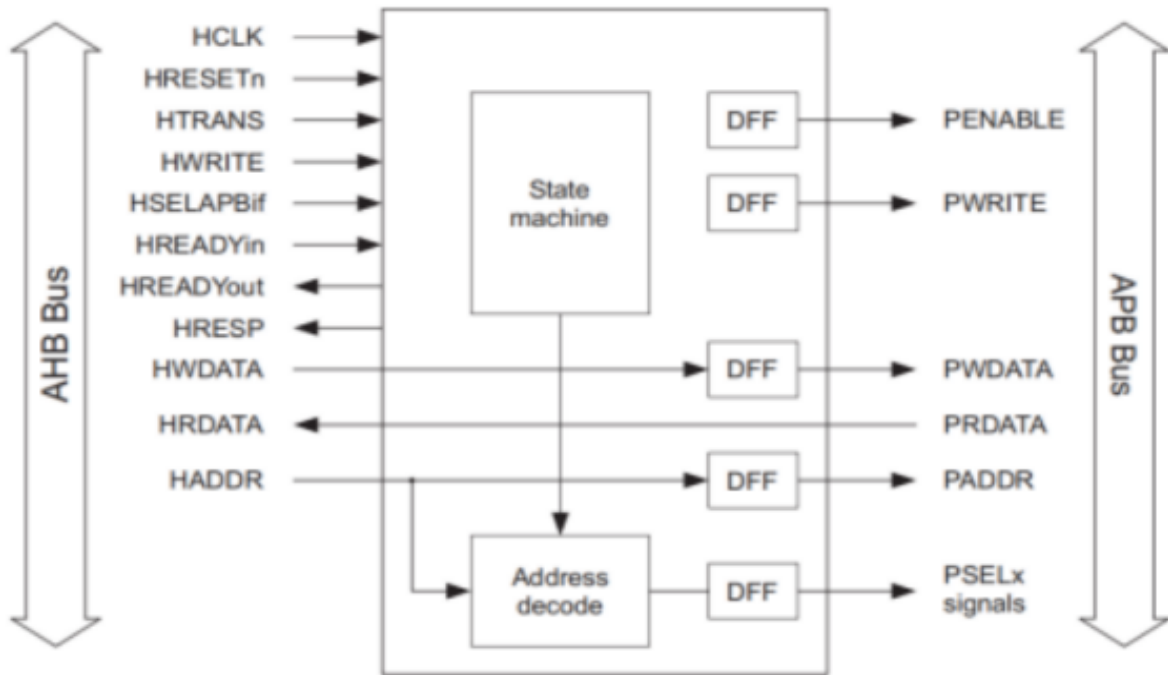 AHB Bus
HCLK
HRESETn
HTRANS
HWRITE
HSELAPBif
HREADYin
HREADYout
HRESP
HWDATA
HRDATA
HADDR
State
machine
Address
decode
DFF
DFF
DFF
DFF
DFF
PENABLE
PWRITE
PWDATA
PRDATA
PADDR
PSELx
signals
APB Bus